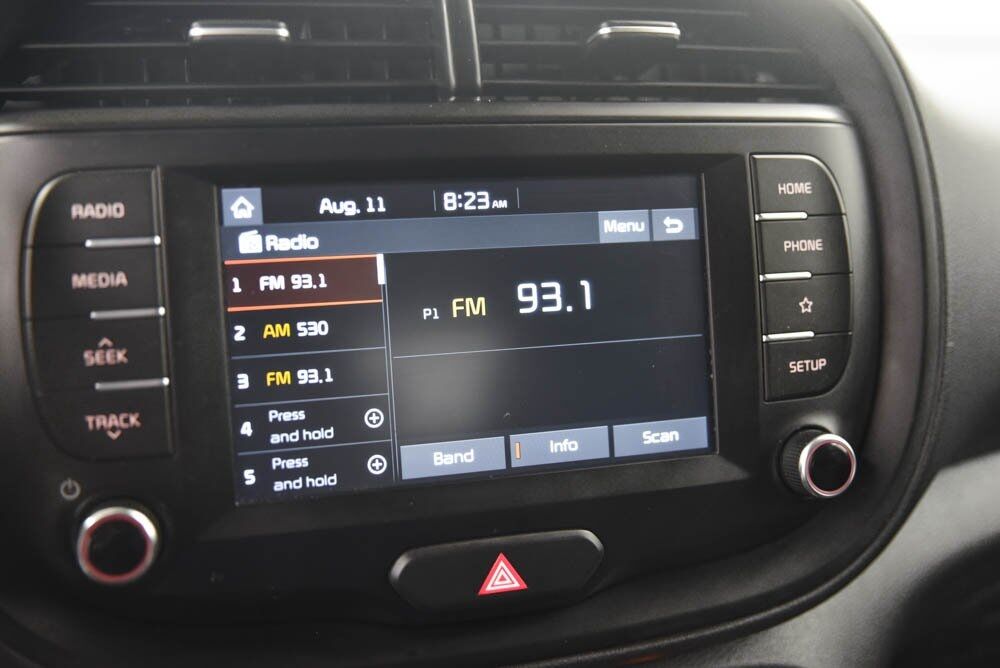 RADIO
MEDIA
SEEK
TRACK
Aug. 11 8:23 AM
Radio
Menu
1 FM 93.1
2 AM 530
3 FM 93.1
4 Press
and hold
5 Press
and hold
P1 FM 93.1
Band
Info
Scan
HOME
PHONE
SETUP